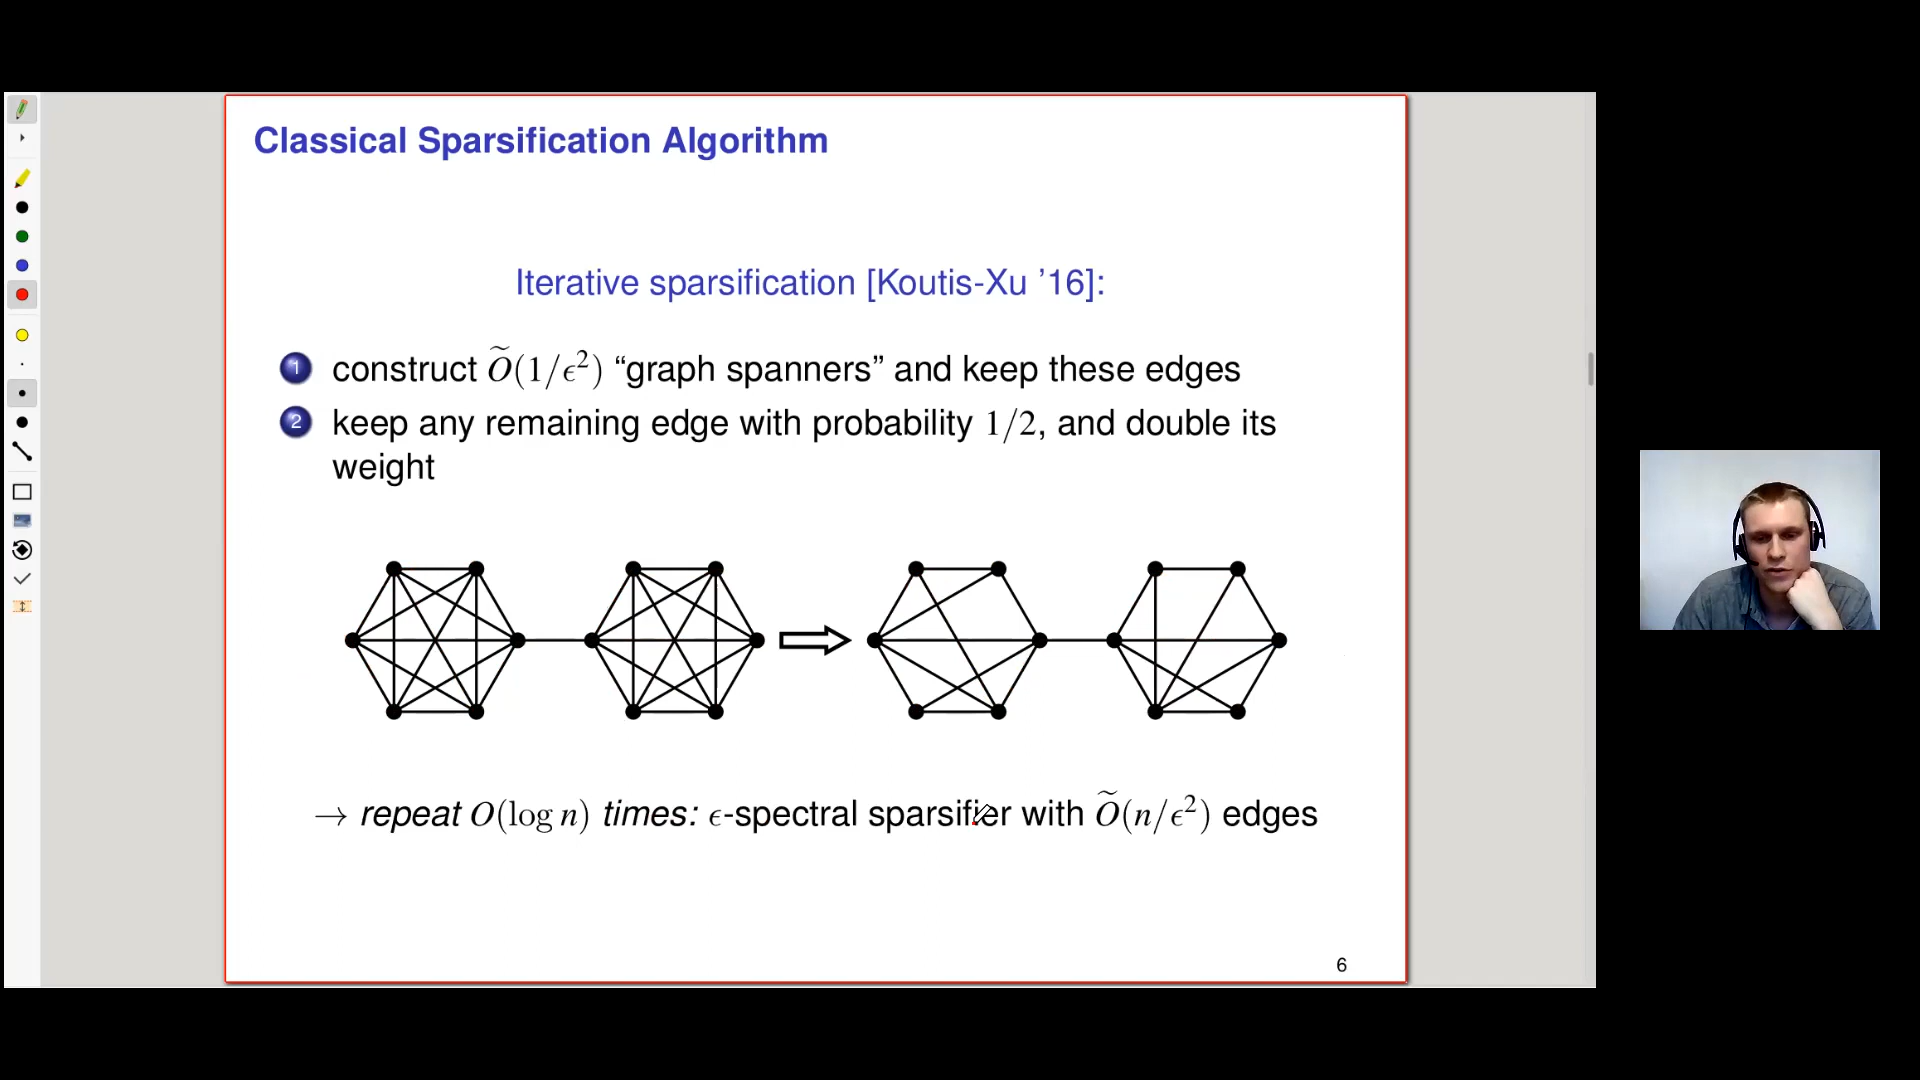 Classical Sparsification Algorithm
Iterative sparsification [Koutis-Xu ’16]:
1 construct Õ(1/ϵ²) “graph spanners” and keep these edges
2 keep any remaining edge with probability 1/2, and double its
weight
→ repeat O(log n) times: ϵ-spectral sparsifier with Õ(n/ϵ²) edges
6